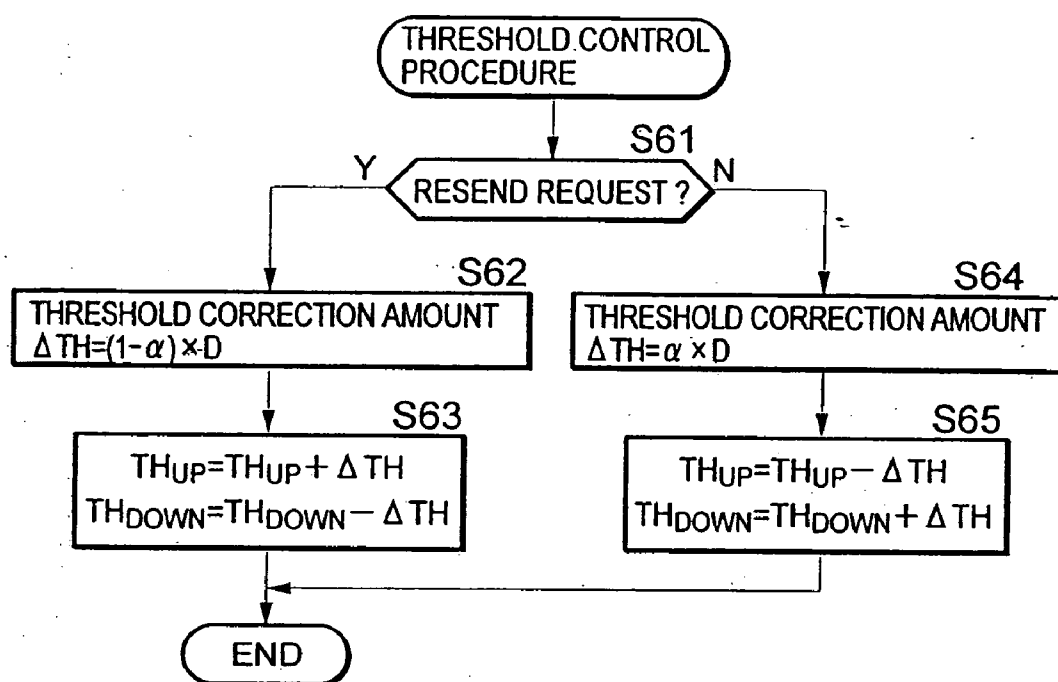 THRESHOLD CONTROL
PROCEDURE
S61
Y
RESEND REQUEST ?
N
S62
THRESHOLD CORRECTION AMOUNT
ΔTH=(1-α)×D
S64
THRESHOLD CORRECTION AMOUNT
ΔTH=α×D
S63
THUP=THUP+ΔTH
THDOWN=THDOWN-ΔTH
S65
THUP=THUP-ΔTH
THDOWN=THDOWN+ΔTH
END